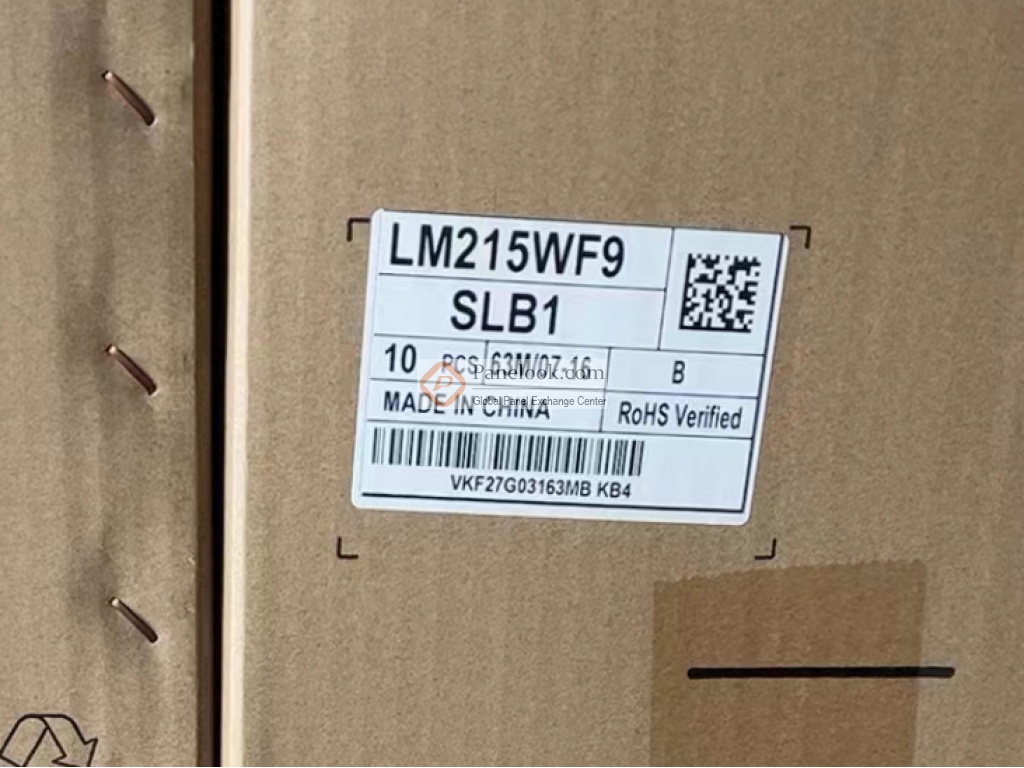 LM215WF9
SLB1
10 PCS 63M/07-16 B
Panelook.com
Global Panel Exchange Center
MADE IN CHINA RoHS Verified
VKF27G03163MB KB4